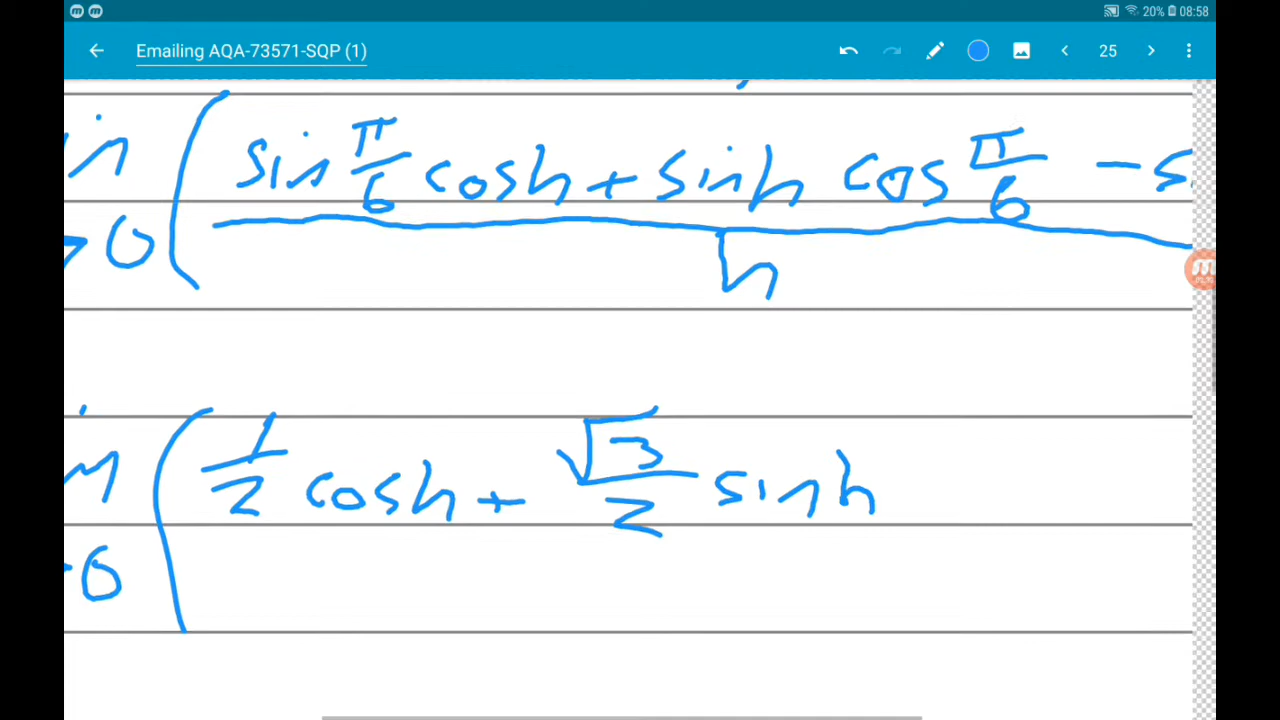 20% 08:58
Emailing AQA-73571-SQP (1) 25
sin π/6 cosh + sinh cos π/6 -
→0 ( h
( 1/2 cosh + √3/2 sinh
0